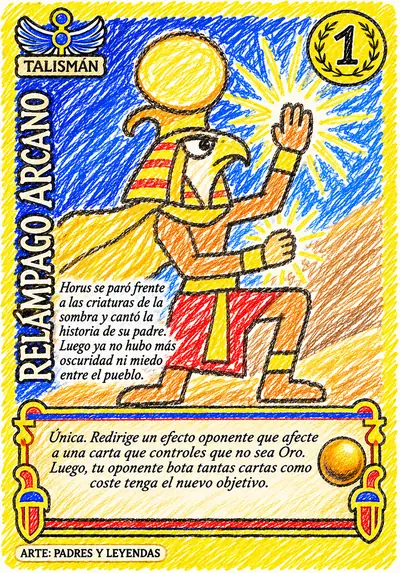 TALISMÁN
1
RELÁMPAGO ARCANO
Horus se paró frente
a las criaturas de la
sombra y cantó la
historia de su padre.
Luego ya no hubo más
oscuridad ni miedo
entre el pueblo.
Única. Redirige un efecto oponente que afecte
a una carta que controles que no sea Oro.
Luego, tu oponente bota tantas cartas como
coste tenga el nuevo objetivo.
ARTE: PADRES Y LEYENDAS